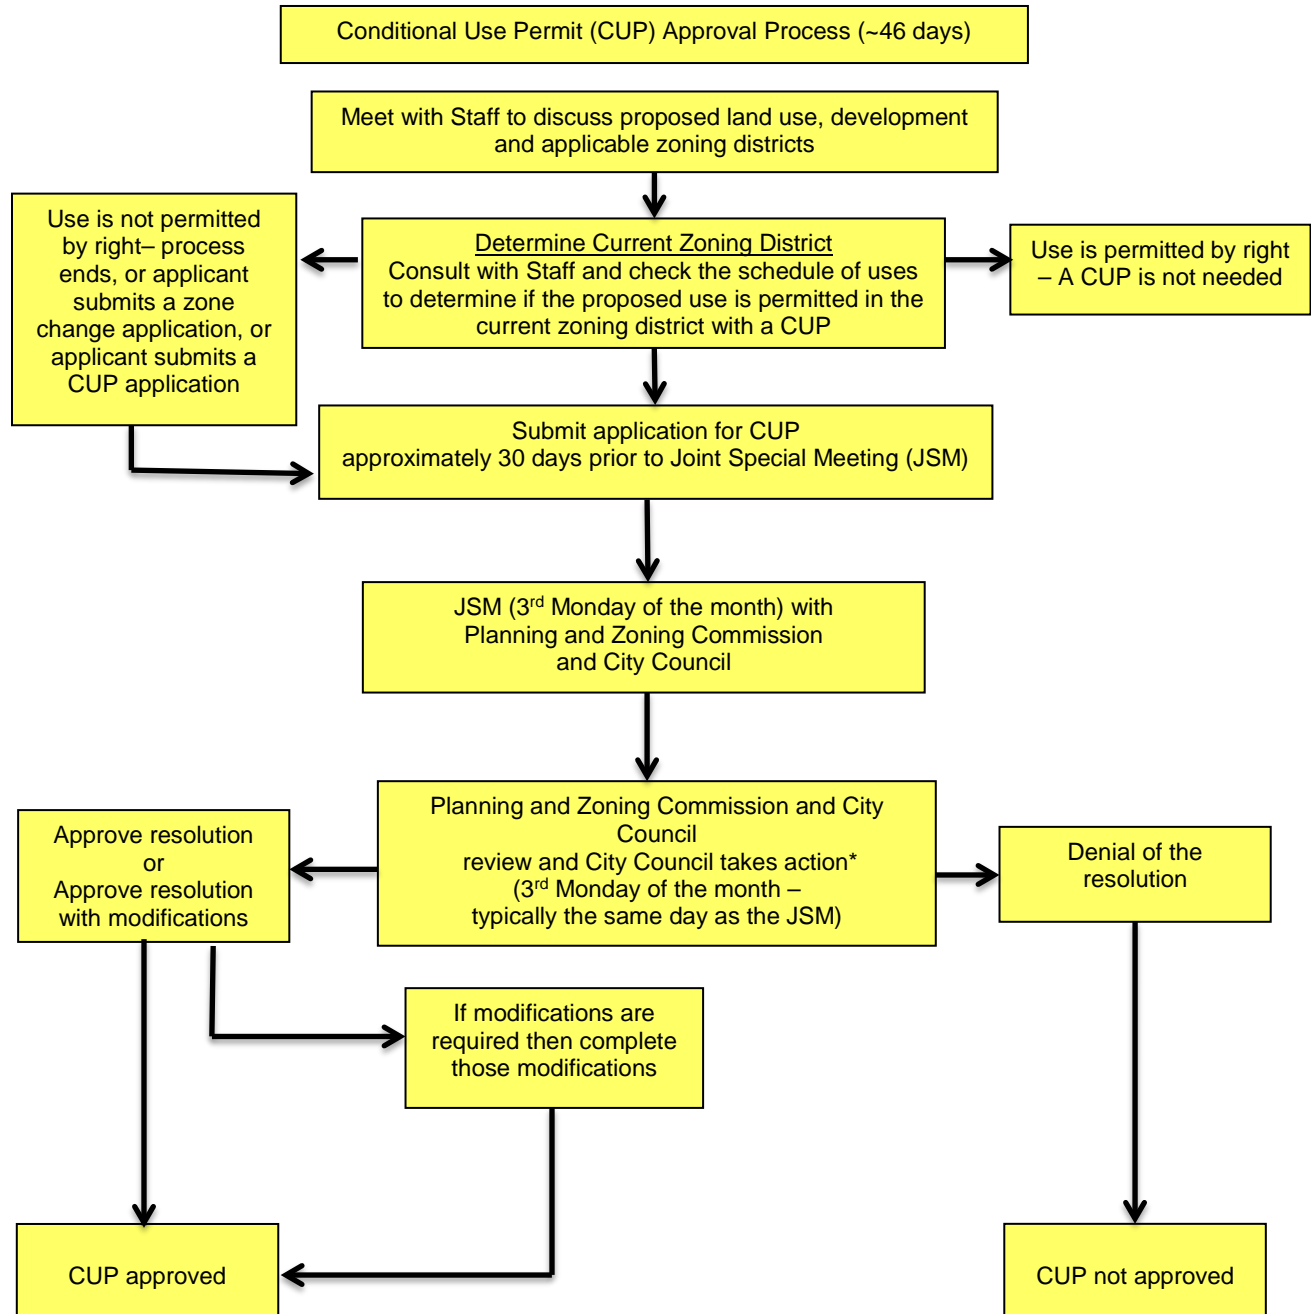 Conditional Use Permit (CUP) Approval Process (~46 days)
Meet with Staff to discuss proposed land use, development
and applicable zoning districts
Use is not permitted
by right– process
ends, or applicant
submits a zone
change application, or
applicant submits a
CUP application
Determine Current Zoning District
Consult with Staff and check the schedule of uses
to determine if the proposed use is permitted in the
current zoning district with a CUP
Use is permitted by right
– A CUP is not needed
Submit application for CUP
approximately 30 days prior to Joint Special Meeting (JSM)
JSM (3rd Monday of the month) with
Planning and Zoning Commission
and City Council
Planning and Zoning Commission and City
Council
review and City Council takes action*
(3rd Monday of the month –
typically the same day as the JSM)
Approve resolution
or
Approve resolution
with modifications
Denial of the
resolution
If modifications are
required then complete
those modifications
CUP approved
CUP not approved